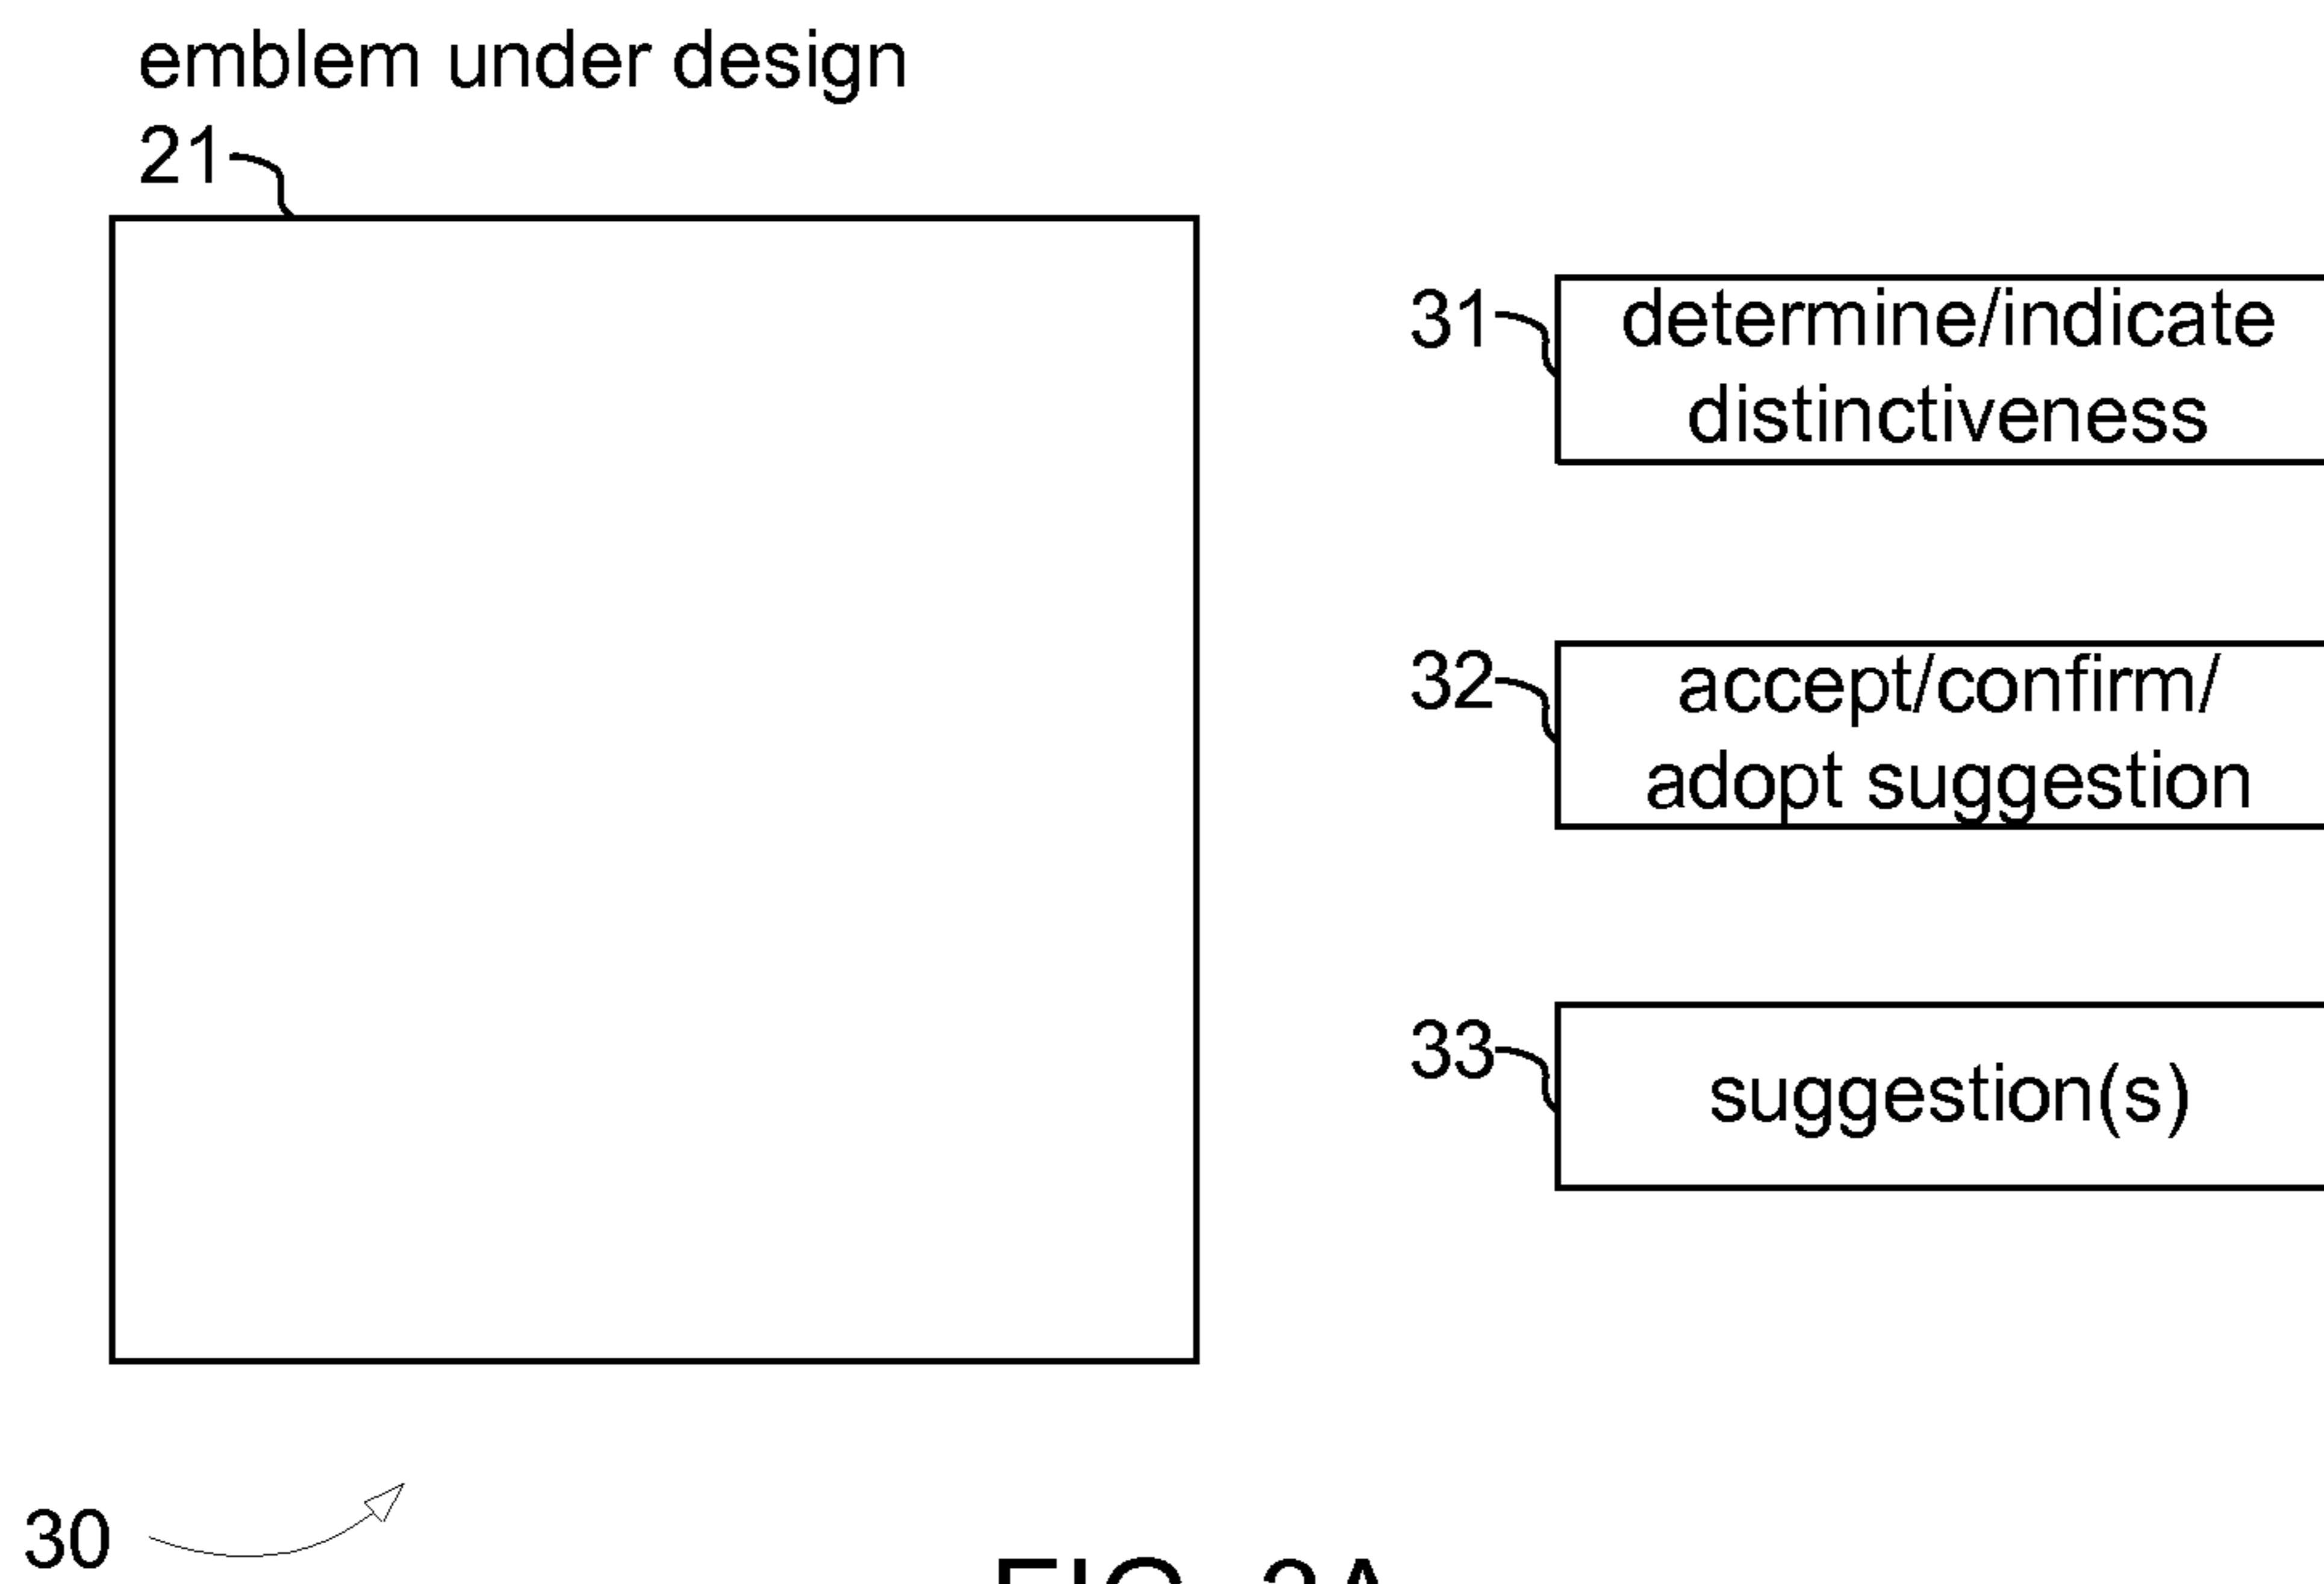 emblem under design
21
31
determine/indicate
distinctiveness
32
accept/confirm/
adopt suggestion
33
suggestion(s)
30